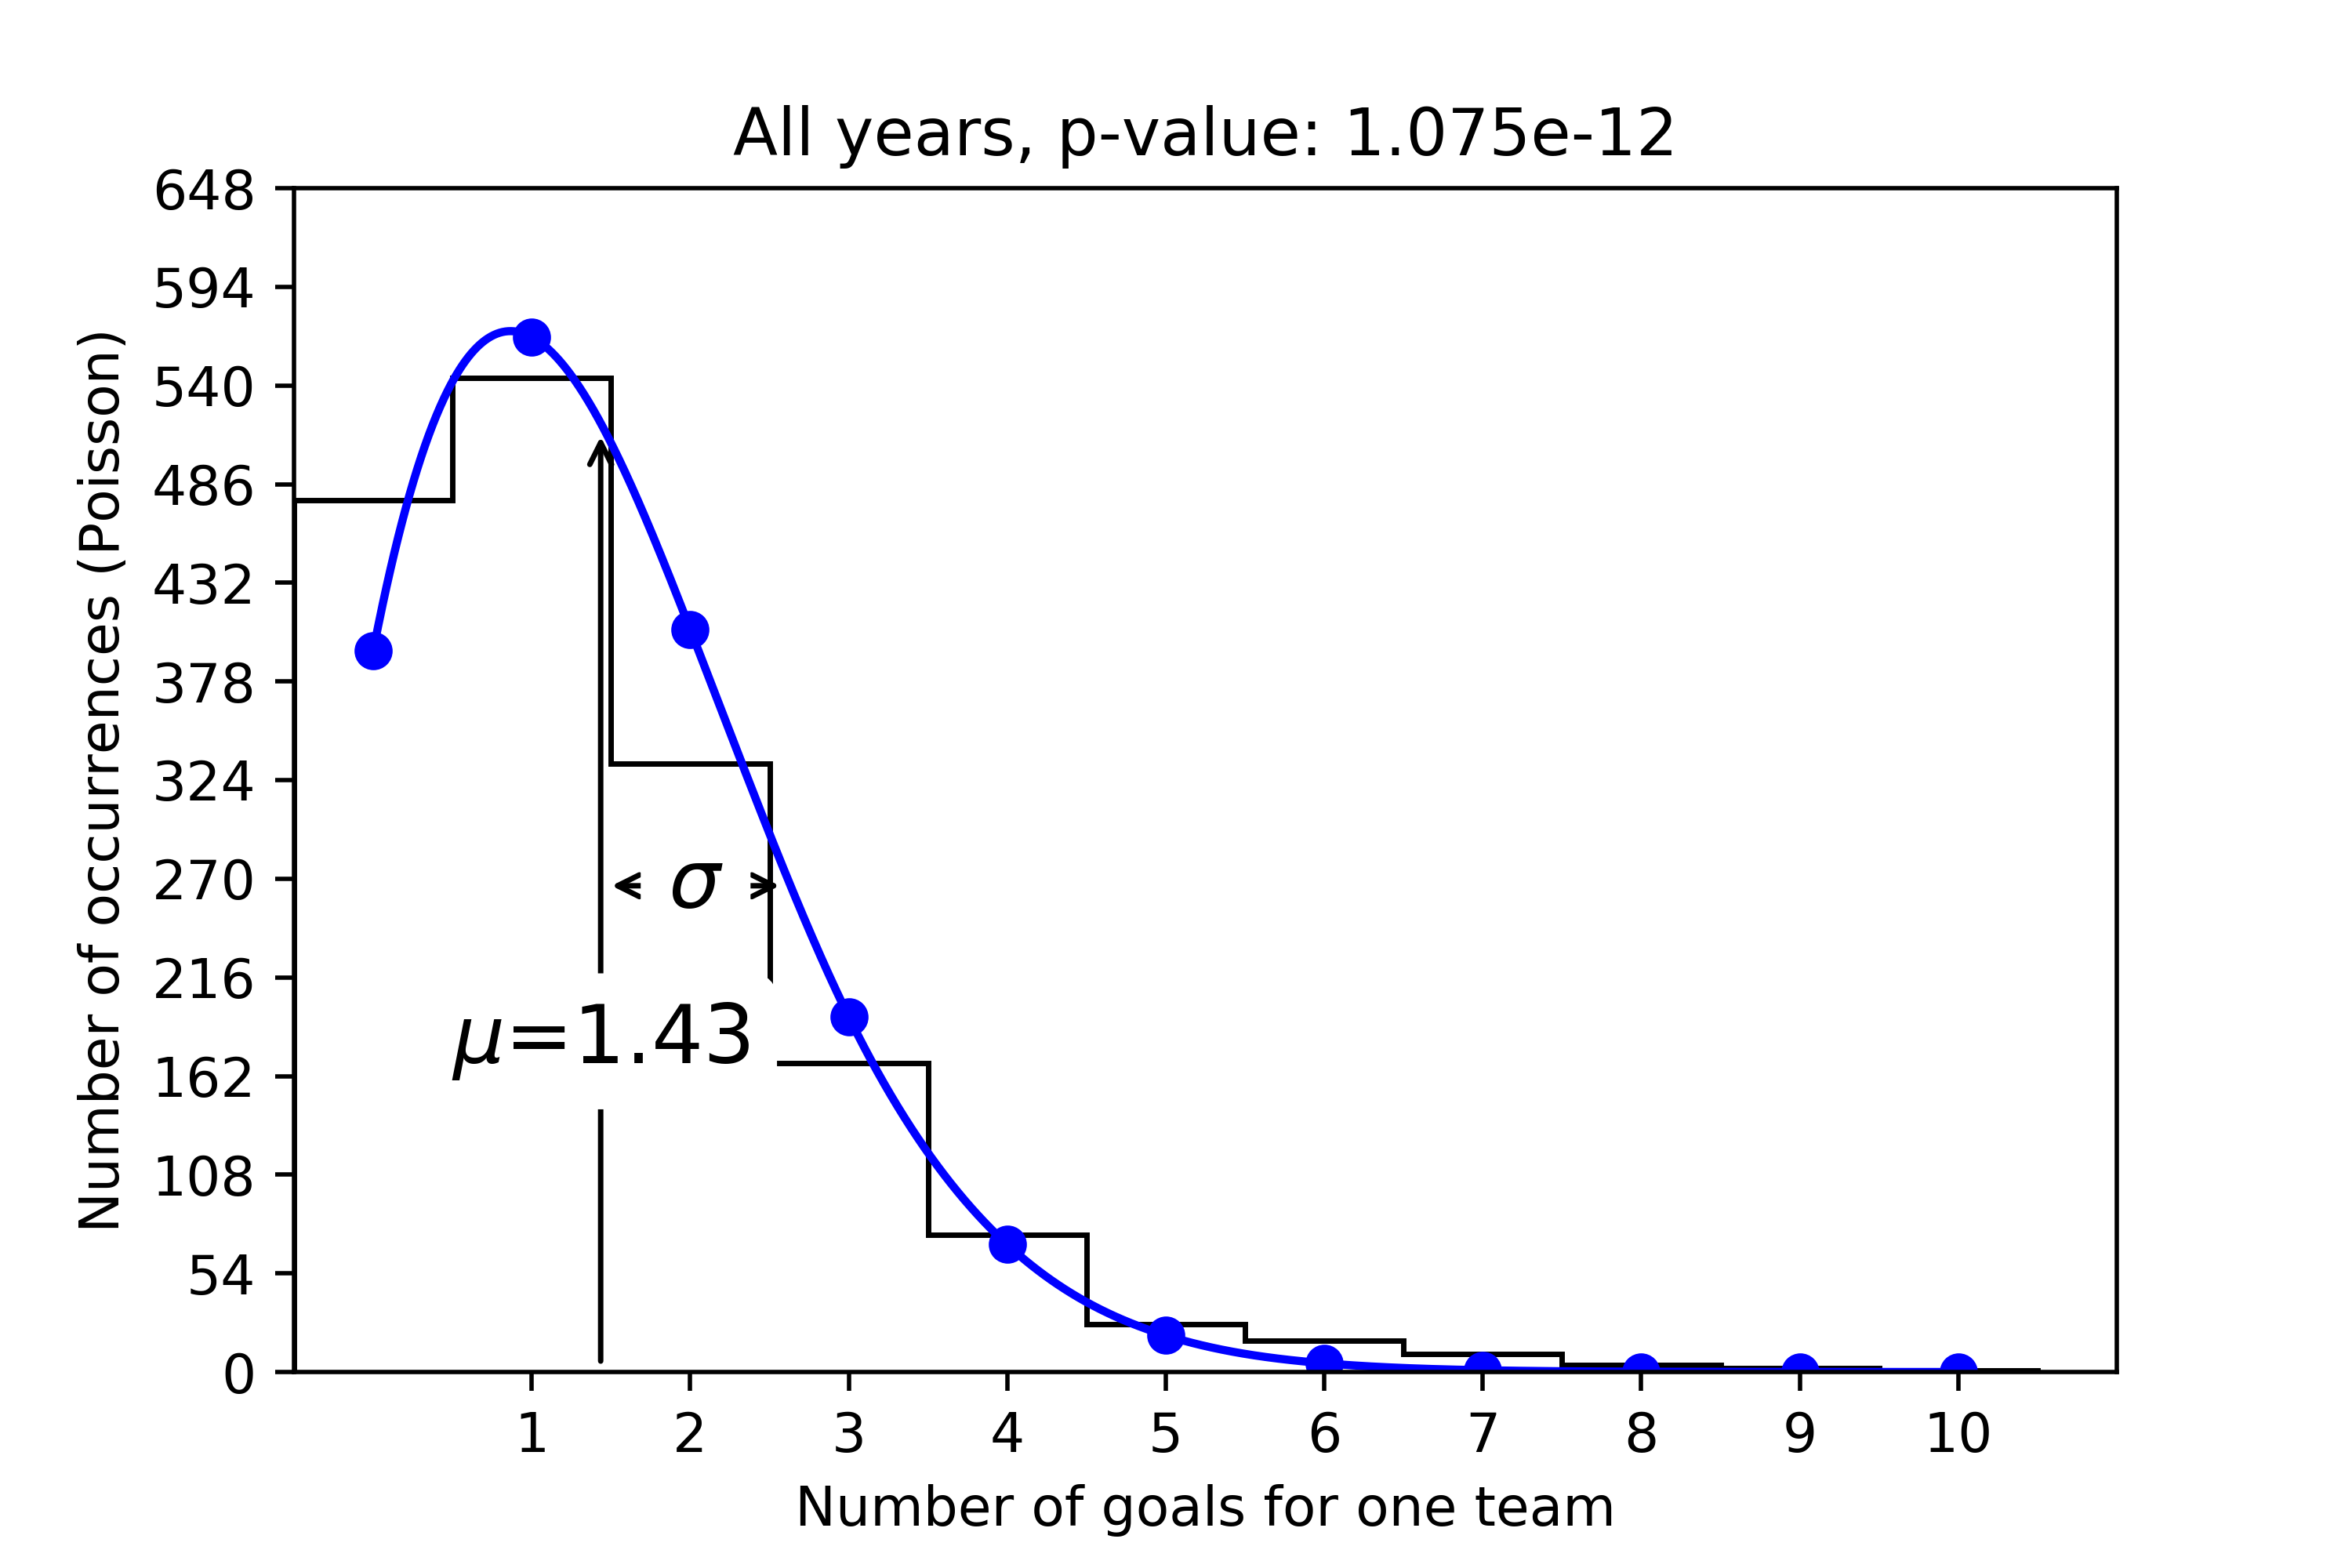 All years, p-value: 1.075e-12
Number of occurrences (Poisson)
648
594
540
486
432
378
324
270
216
162
108
54
0
σ
μ=1.43
1 2 3 4 5 6 7 8 9 10
Number of goals for one team